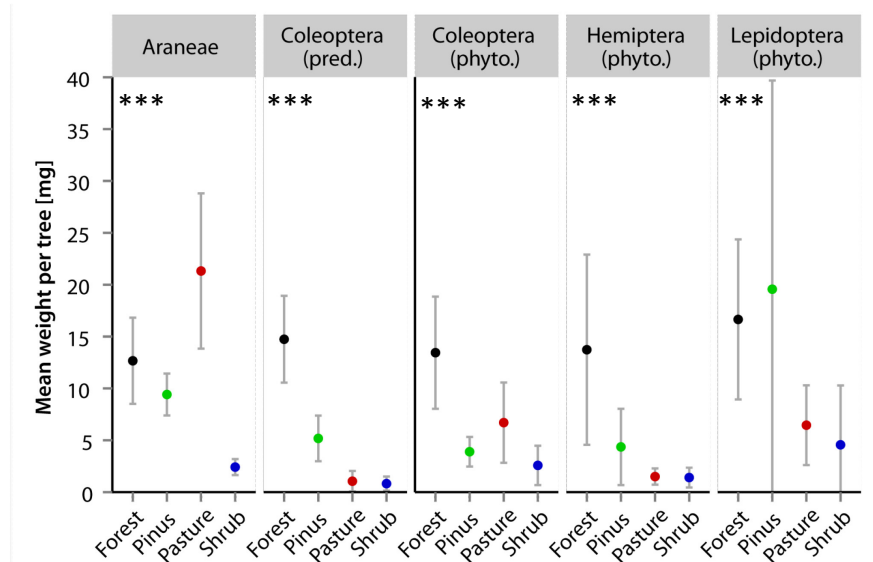 Araneae
Coleoptera
(pred.)
Coleoptera
(phyto.)
Hemiptera
(phyto.)
Lepidoptera
(phyto.)
Mean weight per tree [mg]
40
35
30
25
20
15
10
5
0
***
***
***
***
***
Forest
Pinus
Pasture
Shrub
Forest
Pinus
Pasture
Shrub
Forest
Pinus
Pasture
Shrub
Forest
Pinus
Pasture
Shrub
Forest
Pinus
Pasture
Shrub